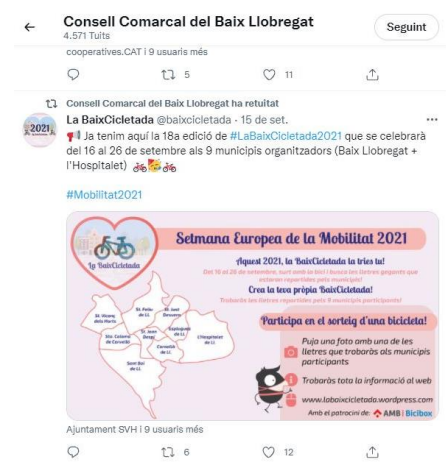 Consell Comarcal del Baix Llobregat
4.571 Tuits
Seguint
cooperatives.CAT i 9 usuaris més
5
11
Consell Comarcal del Baix Llobregat ha retuitat
La BaixCicletada @baixcicletada · 15 de set.
Ja tenim aquí la 18a edició de #LaBaixCicletada2021 que se celebrarà
del 16 al 26 de setembre als 9 municipis organitzadors (Baix Llobregat +
l'Hospitalet)
#Mobilitat2021
2021
la BaixCicletada
Setmana Europea de la Mobilitat 2021
Aquest 2021, la BaixCicletada la tries tu!
Del 16 al 26 de setembre, surt amb la bici i busca les lletres gegants que
estaran repartides pels municipis!
Crea la teva pròpia BaixCicletada!
Trobaràs les lletres repartides pels 9 municipis participants!
St. Vicenç
dels Horts
St. Feliu
de Ll.
St. Just
Desvern
Sta. Coloma
de Cervelló
St. Joan
Despí
Esplugues
de Ll.
Cornellà
de Ll.
L'Hospitalet
de Ll.
Sant Boi
de Ll.
Participa en el sorteig d'una bicicleta!
Puja una foto amb una de les
lletres que trobaràs als municipis
participants
Trobaràs tota la informació al web
www.labaixcicletada.wordpress.com
Amb el patrocini de: AMB | Bicibox
Ajuntament SVH i 9 usuaris més
6
12